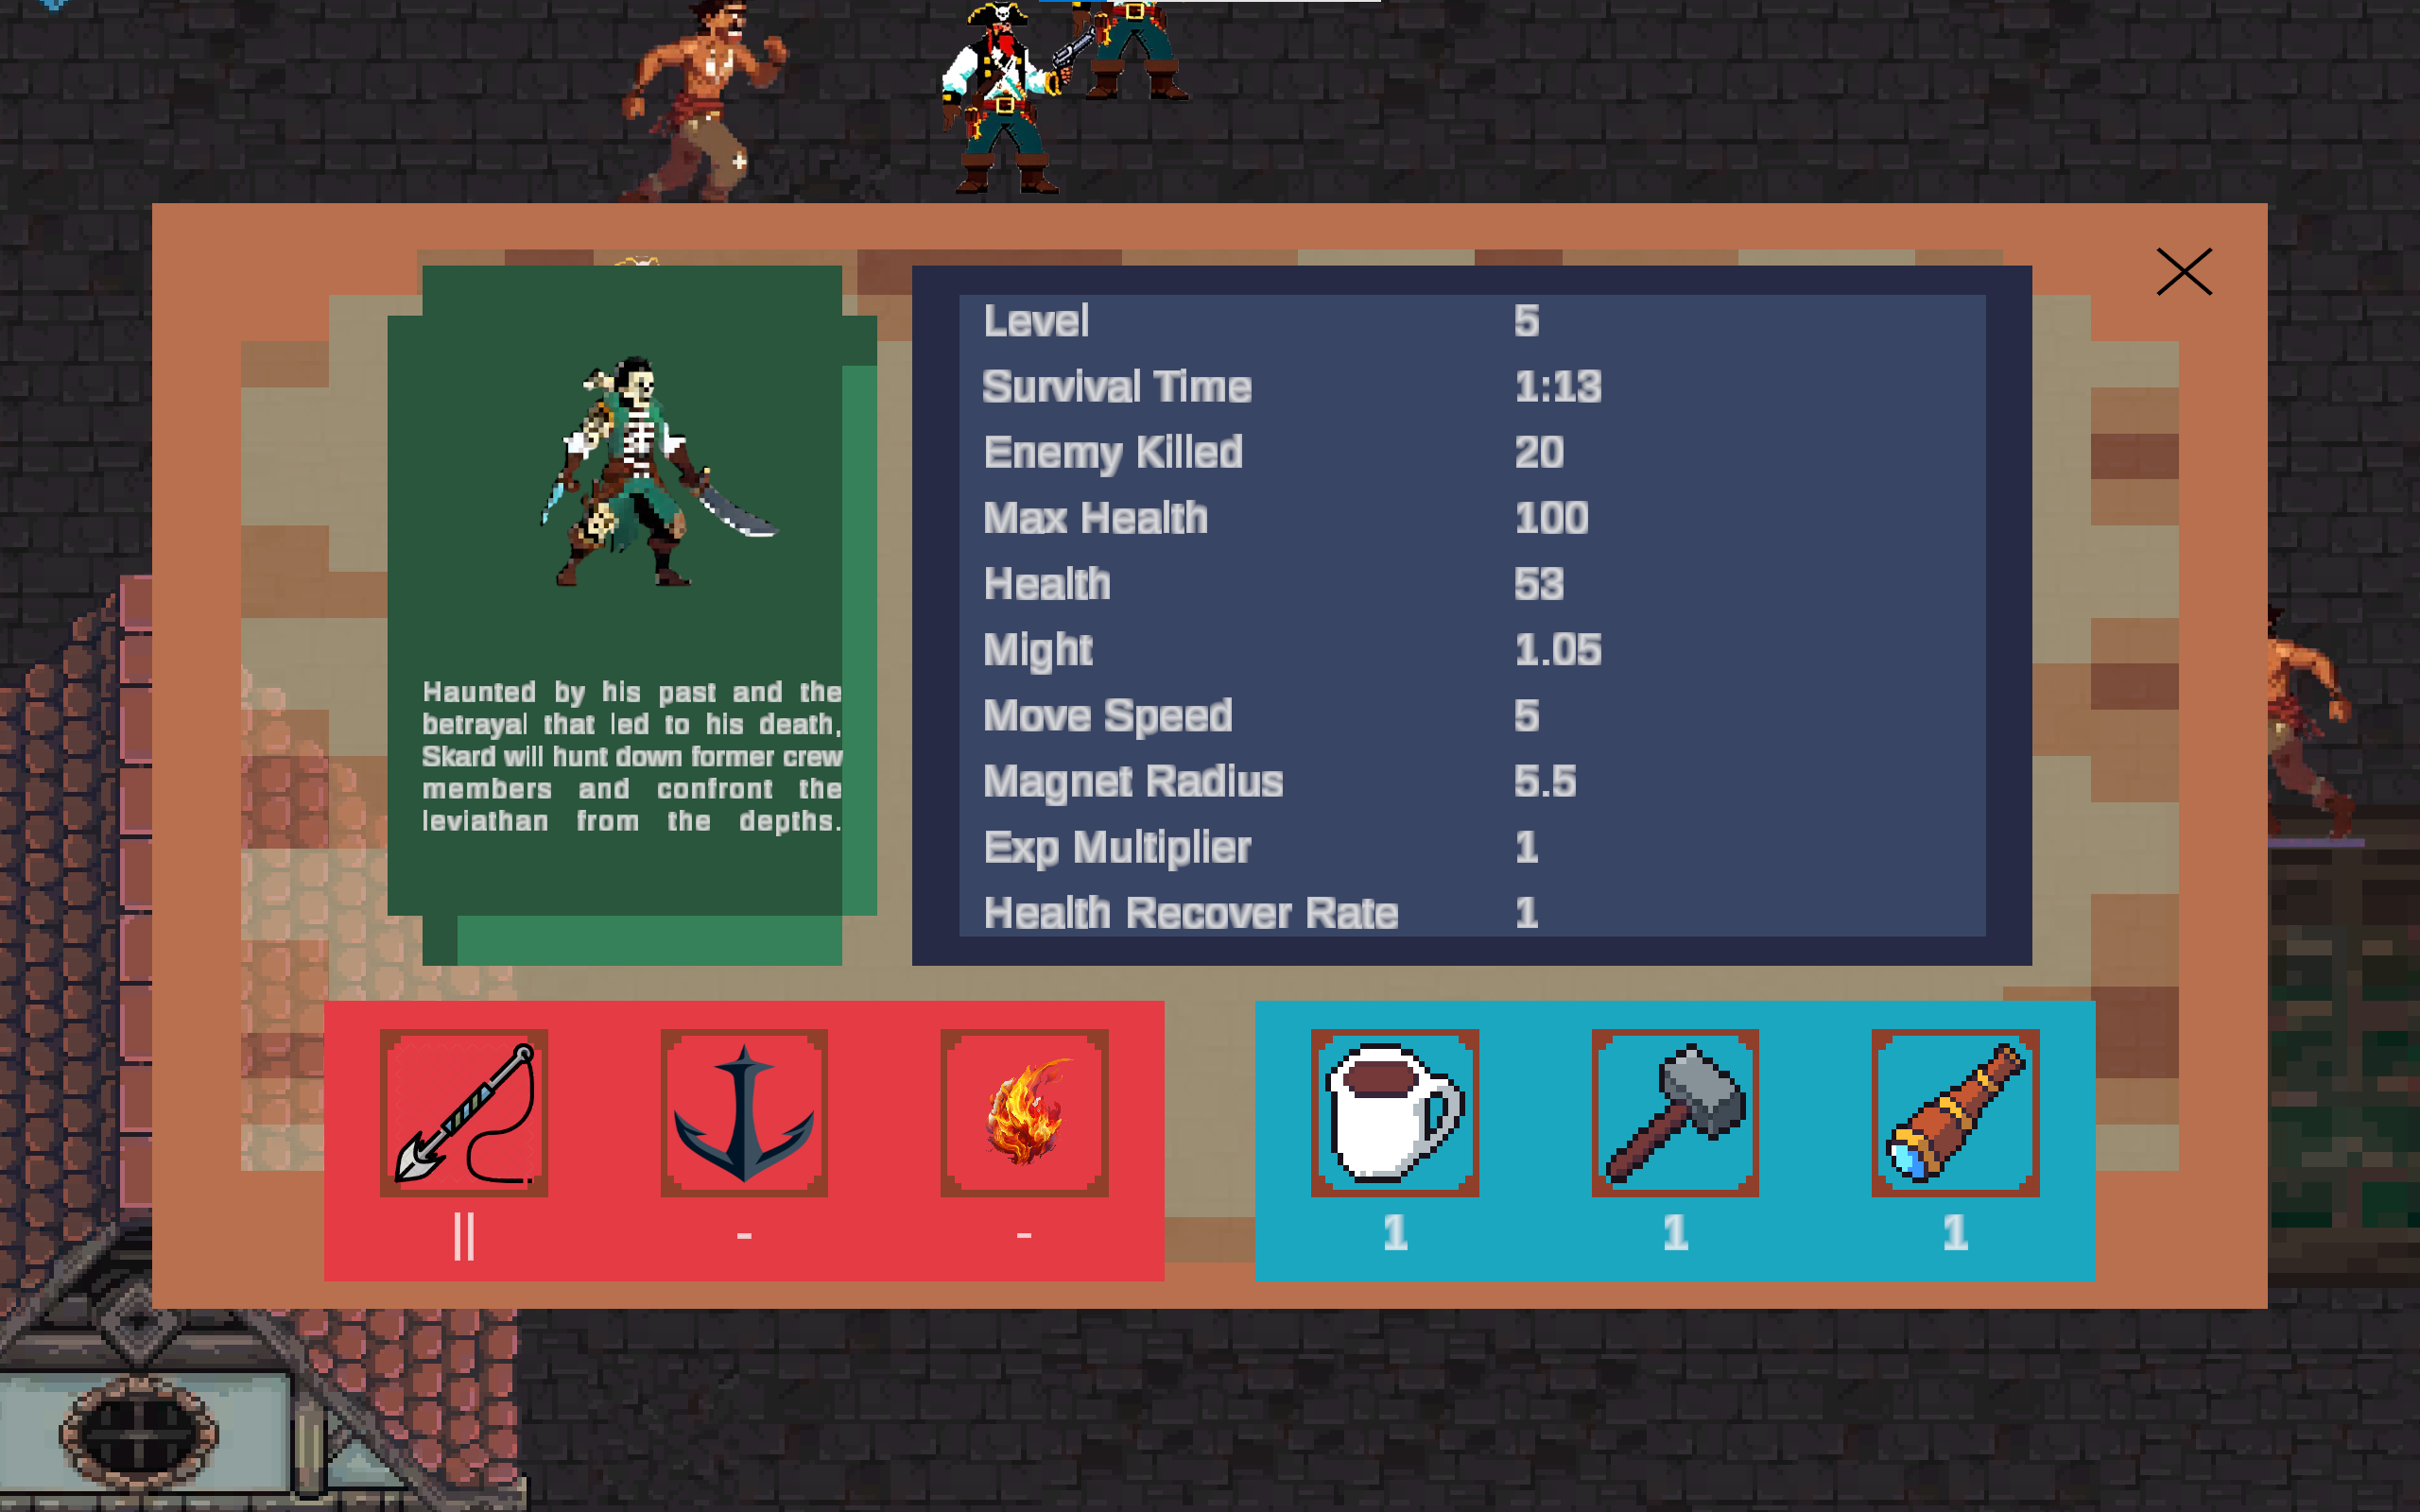 Level 5
Survival Time 1:13
Enemy Killed 20
Max Health 100
Health 53
Might 1.05
Move Speed 5
Magnet Radius 5.5
Exp Multiplier 1
Health Recover Rate 1
Haunted by his past and the
betrayal that led to his death,
Skard will hunt down former crew
members and confront the
leviathan from the depths.
|| - -
1 1 1